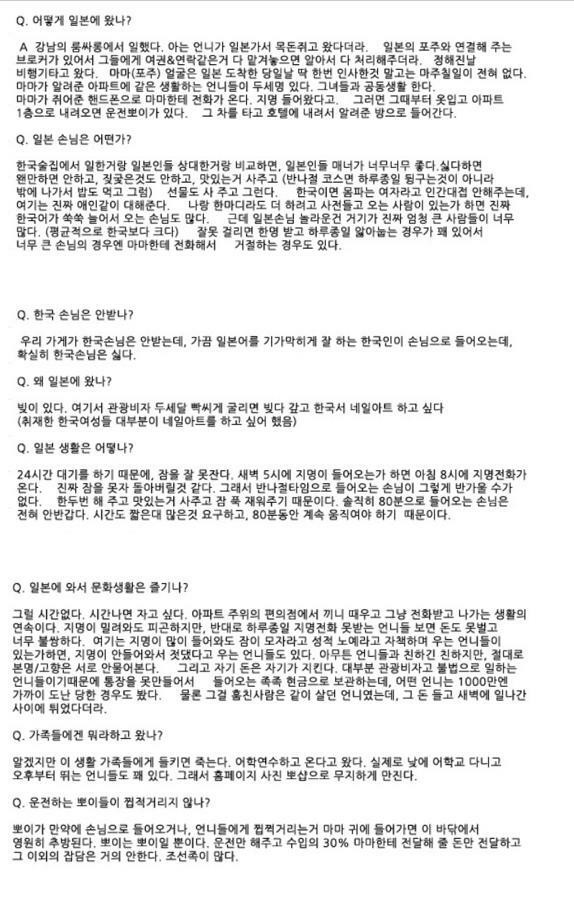 Q. 어떻게 일본에 왔나?
A 강남의 룸싸롱에서 일했다. 아는 언니가 일본가서 목돈쥐고 왔다더라. 일본의 포주와 연결해 주는
브로커가 있어서 그들에게 여권&연락같은거 다 맡겨놓으면 알아서 다 처리해주더라. 정해진날
비행기타고 왔다. 마마(포주) 얼굴은 일본 도착한 당일날 딱 한번 인사한것 말고는 마주칠일이 전혀 없다.
마마가 알려준 아파트에 같은 생활하는 언니들이 두세명 있다. 그녀들과 공동생활 한다.
마마가 쥐어준 핸드폰으로 마마한테 전화가 온다. 지명 들어왔다고. 그러면 그때부터 옷입고 아파트
1층으로 내려오면 운전뽀이가 있다. 그 차를 타고 호텔에 내려서 알려준 방으로 들어간다.
Q. 일본 손님은 어떤가?
한국술집에서 일한거랑 일본인들 상대한거랑 비교하면, 일본인들 매너가 너무너무 좋다.싫다하면
왠만하면 안하고, 짖궂은것도 안하고, 맛있는거 사주고 (반나절 코스면 하루종일 뒹구는것이 아니라
밖에 나가서 밥도 먹고 그럼) 선물도 사 주고 그런다. 한국이면 몸파는 여자라고 인간대접 안해주는데,
여기는 진짜 애인같이 대해준다. 나랑 한마디라도 더 하려고 사전들고 오는 사람이 있는가 하면 진짜
한국어가 쑥쑥 늘어서 오는 손님도 많다. 근데 일본손님 놀라운건 거기가 진짜 엄청 큰 사람들이 너무
많다. (평균적으로 한국보다 크다) 잘못 걸리면 한명 받고 하루종일 앓아눕는 경우가 꽤 있어서
너무 큰 손님의 경우엔 마마한테 전화해서 거절하는 경우도 있다.
Q. 한국 손님은 안받나?
우리 가게가 한국손님은 안받는데, 가끔 일본어를 기가막히게 잘 하는 한국인이 손님으로 들어오는데,
확실히 한국손님은 싫다.
Q. 왜 일본에 왔나?
빚이 있다. 여기서 관광비자 두세달 빡씨게 굴리면 빚다 갚고 한국서 네일아트 하고 싶다
(취재한 한국여성들 대부분이 네일아트를 하고 싶어 했음)
Q. 일본 생활은 어떻나?
24시간 대기를 하기 때문에, 잠을 잘 못잔다. 새벽 5시에 지명이 들어오는가 하면 아침 8시에 지명전화가
온다. 진짜 잠을 못자 돌아버릴것 같다. 그래서 반나절타임으로 들어오는 손님이 그렇게 반가울 수가
없다. 한두번 해 주고 맛있는거 사주고 잠 푹 재워주기 때문이다. 솔직히 80분으로 들어오는 손님은
전혀 안반갑다. 시간도 짧은대 많은것 요구하고, 80분동안 계속 움직여야 하기 때문이다.
Q. 일본에 와서 문화생활은 즐기나?
그럴 시간없다. 시간나면 자고 싶다. 아파트 주위의 편의점에서 끼니 때우고 그냥 전화받고 나가는 생활의
연속이다. 지명이 밀려와도 피곤하지만, 반대로 하루종일 지명전화 못받는 언니들 보면 돈도 못벌고
너무 불쌍하다. 여기는 지명이 많이 들어와도 잠이 모자라고 성적 노예라고 자책하며 우는 언니들이
있는가하면, 지명이 안들어와서 젓댔다고 우는 언니들도 있다. 아무튼 언니들과 친하긴 친하지만, 절대로
본명/고향은 서로 안물어본다. 그리고 자기 돈은 자기가 지킨다. 대부분 관광비자고 불법으로 일하는
언니들이기때문에 통장을 못만들어서 들어오는 족족 현금으로 보관하는데, 어떤 언니는 1000만엔
가까이 도난 당한 경우도 봤다. 물론 그걸 훔친사람은 같이 살던 언니였는데, 그 돈 들고 새벽에 일나간
사이에 튀었다더라.
Q. 가족들에겐 뭐라하고 왔나?
알겠지만 이 생활 가족들에게 들키면 죽는다. 어학연수하고 온다고 왔다. 실제로 낮에 어학교 다니고
오후부터 뛰는 언니들도 꽤 있다. 그래서 홈페이지 사진 뽀샵으로 무지하게 만진다.
Q. 운전하는 뽀이들이 찝적거리지 않나?
뽀이가 만약에 손님으로 들어오거나, 언니들에게 찝쩍거리는거 마마 귀에 들어가면 이 바닦에서
영원히 추방된다. 뽀이는 뽀이일 뿐이다. 운전만 해주고 수입의 30% 마마한테 전달해 줄 돈만 전달하고
그 이외의 잡담은 거의 안한다. 조선족이 많다.